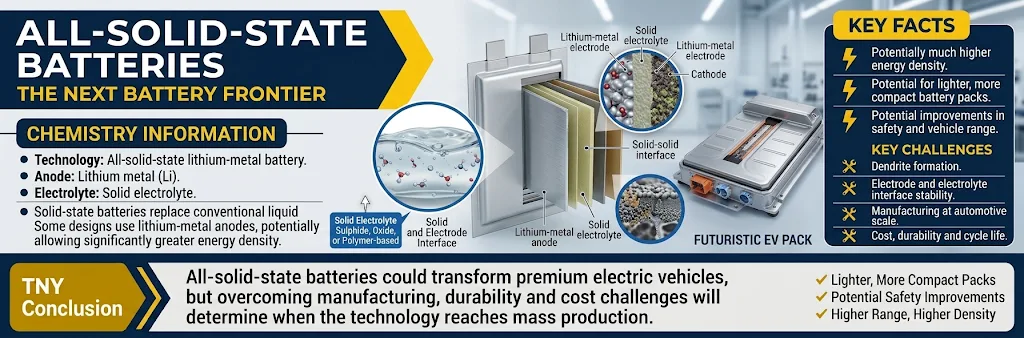 ALL-SOLID-STATE
BATTERIES
THE NEXT BATTERY FRONTIER
CHEMISTRY INFORMATION
Technology: All-solid-state lithium-metal battery.
Anode: Lithium metal (Li).
Electrolyte: Solid electrolyte.
Solid-state batteries replace conventional liquid
Some designs use lithium-metal anodes, potentially
allowing significantly greater energy density.
Solid Electrolyte
Sulphide, Oxide,
or Polymer-based
Solid
and Electrode
Interface
Lithium-metal
electrode
Solid
electrolyte
Lithium-metal
electrode
Cathode
Solid-solid
interface
Lithium-metal
anode
Solid
electrolyte
FUTURISTIC EV PACK
KEY FACTS
Potentially much higher
energy density.
Potential for lighter, more
compact battery packs.
Potential improvements in
safety and vehicle range.
KEY CHALLENGES
Dendrite formation.
Electrode and electrolyte
interface stability.
Manufacturing at automotive
scale.
Cost, durability and cycle life.
TNY
Conclusion
All-solid-state batteries could transform premium electric vehicles,
but overcoming manufacturing, durability and cost challenges will
determine when the technology reaches mass production.
Lighter, More Compact Packs
Potential Safety Improvements
Higher Range, Higher Density